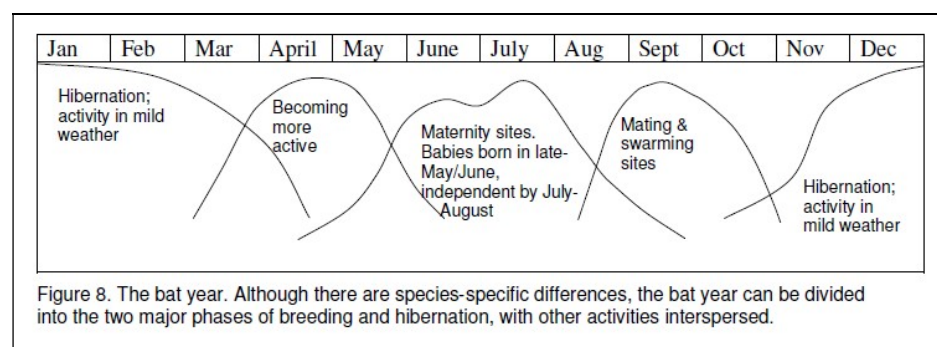 Jan Feb Mar April May June July Aug Sept Oct Nov Dec
Hibernation;
activity in mild
weather
Becoming
more
active
Maternity sites.
Babies born in late-
May/June,
independent by July-
August
Mating &
swarming
sites
Hibernation;
activity in
mild weather
Figure 8. The bat year. Although there are species-specific differences, the bat year can be divided
into the two major phases of breeding and hibernation, with other activities interspersed.